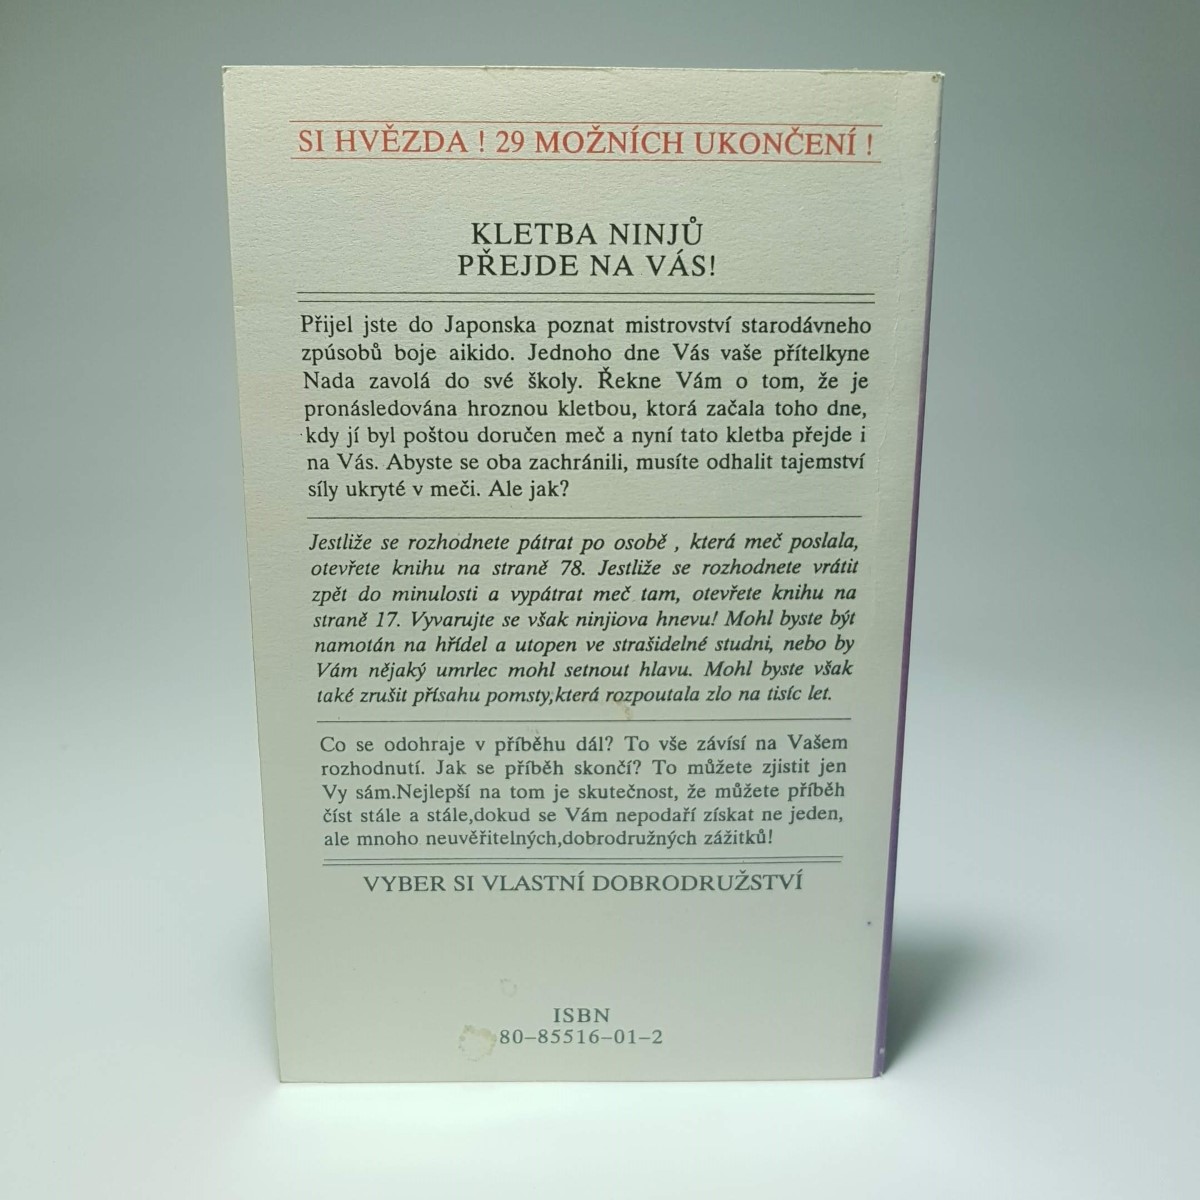 SI HVĚZDA ! 29 MOŽNÍCH UKONČENÍ !
KLETBA NINJŮ
PŘEJDE NA VÁS!
Přijel jste do Japonska poznat mistrovství starodávneho
zpúsobů boje aikido. Jednoho dne Vás vaše přítelkyne
Nada zavolá do své školy. Řekne Vám o tom, že je
pronásledována hroznou kletbou, ktorá začala toho dne,
kdy jí byl poštou doručen meč a nyní tato kletba přejde i
na Vás. Abyste se oba zachránili, musíte odhalit tajemství
síly ukryté v meči. Ale jak?
Jestliže se rozhodnete pátrat po osobě , která meč poslala,
otevřete knihu na straně 78. Jestliže se rozhodnete vrátit
zpět do minulosti a vypátrat meč tam, otevřete knihu na
straně 17. Vyvarujte se však ninjiova hnevu! Mohl byste být
namotán na hřídel a utopen ve strašidelné studni, nebo by
Vám nějaký umrlec mohl setnout hlavu. Mohl byste však
také zrušit přísahu pomsty,která rozpoutala zlo na tisíc let.
Co se odohraje v příběhu dál? To vše závísí na Vašem
rozhodnutí. Jak se příběh skončí? To můžete zjistit jen
Vy sám.Nejlepší na tom je skutečnost, že můžete příběh
číst stále a stále,dokud se Vám nepodaří získat ne jeden,
ale mnoho neuvěřitelných,dobrodružných zážitků!
VYBER SI VLASTNÍ DOBRODRUŽSTVÍ
ISBN
80–85516–01–2